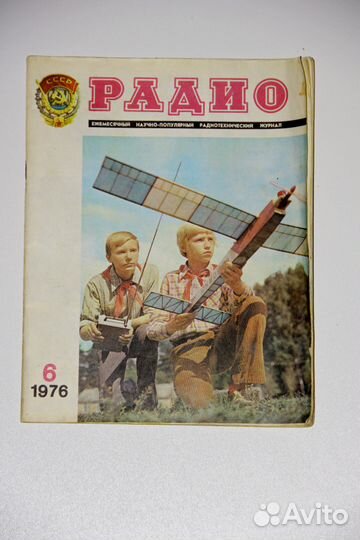 СССР
РАДИО
ЕЖЕМЕСЯЧНЫЙ НАУЧНО-ПОПУЛЯРНЫЙ РАДИОТЕХНИЧЕСКИЙ ЖУРНАЛ
6
1976
Avito